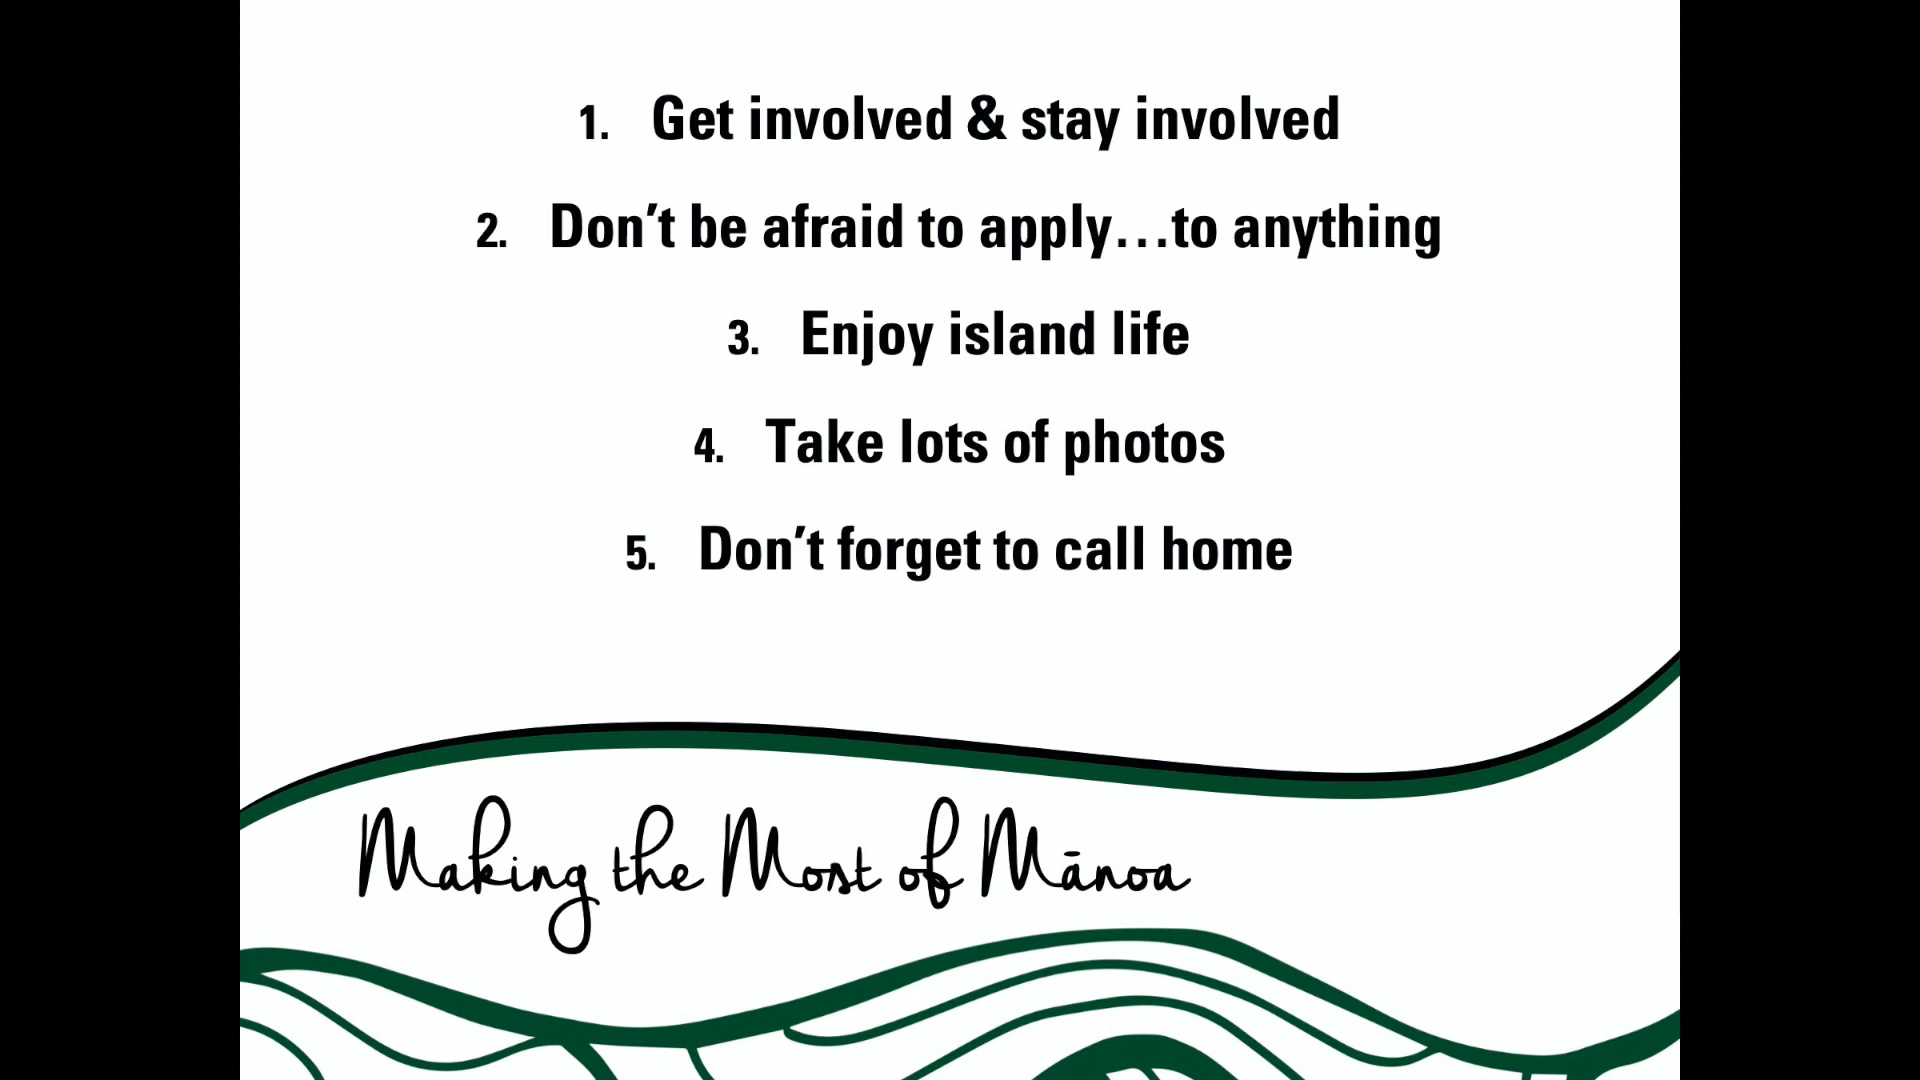 1. Get involved & stay involved
2. Don’t be afraid to apply…to anything
3. Enjoy island life
4. Take lots of photos
5. Don’t forget to call home
Making the Most of Mānoa